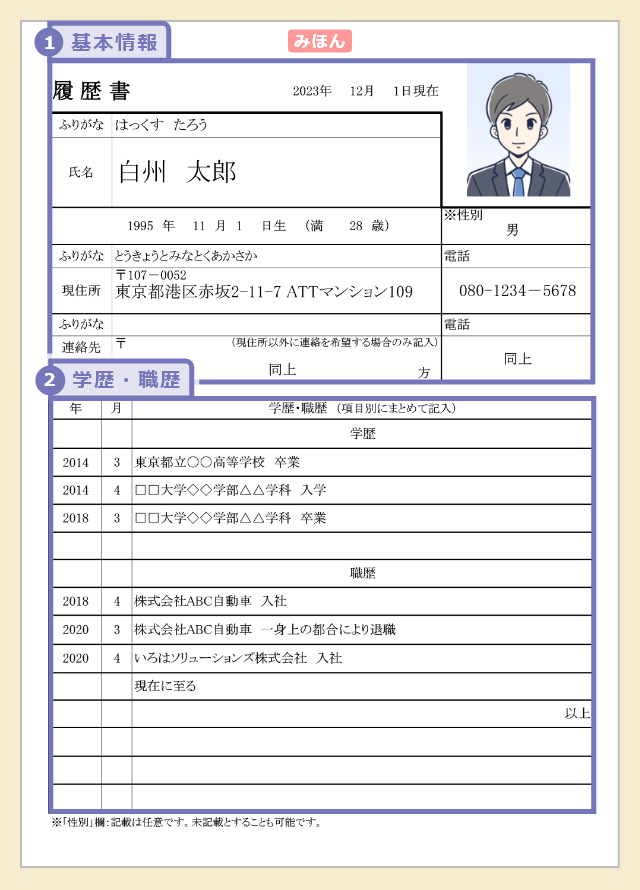 1 基本情報
みほん
履歴書 2023年 12月 1日現在
ふりがな はっくす たろう
氏名 白州 太郎
1995 年 11 月 1 日生 (満 28 歳)
※性別
男
ふりがな とうきょうとみなとくあかさか
電話
現住所 〒107－0052
東京都港区赤坂2-11-7 ATTマンション109
080-1234－5678
ふりがな
電話
連絡先 〒 (現住所以外に連絡を希望する場合のみ記入)
同上 方
同上
2 学歴・職歴
年 月 学歴・職歴 (項目別にまとめて記入)
学歴
2014 3 東京都立○○高等学校 卒業
2014 4 □□大学◇◇学部△△学科 入学
2018 3 □□大学◇◇学部△△学科 卒業
職歴
2018 4 株式会社ABC自動車 入社
2020 3 株式会社ABC自動車 一身上の都合により退職
2020 4 いろはソリューションズ株式会社 入社
現在に至る
以上
※「性別」欄：記載は任意です。未記載とすることも可能です。